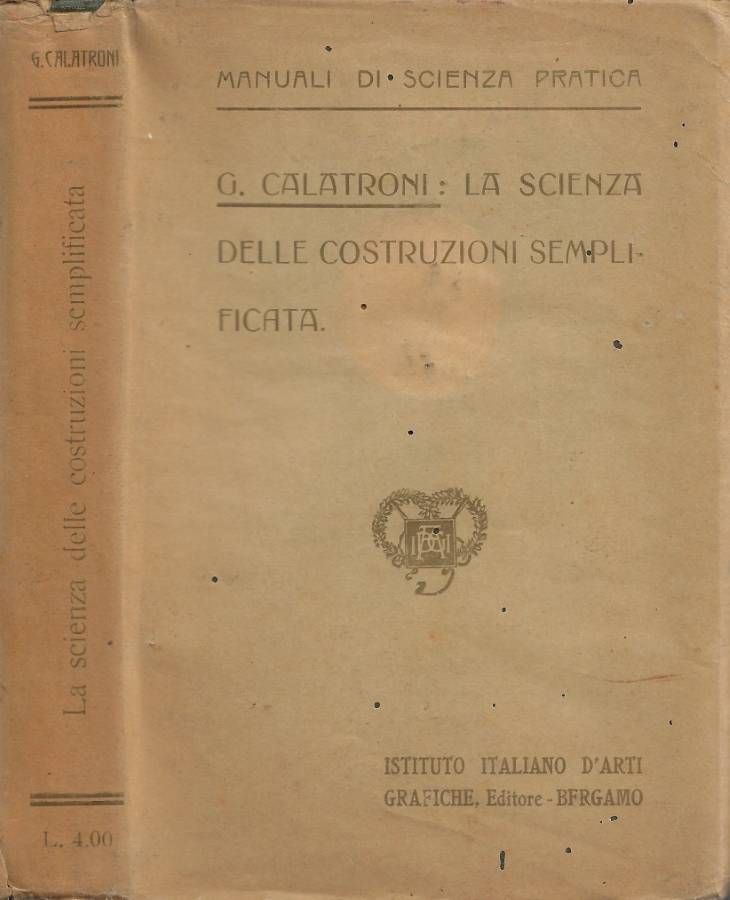 G. CALATRONI
La scienza delle costruzioni semplificata
L. 4.00
MANUALI DI SCIENZA PRATICA
G. CALATRONI: LA SCIENZA
DELLE COSTRUZIONI SEMPLI-
FICATA.
ISTITUTO ITALIANO D'ARTI
GRAFICHE, Editore - BERGAMO